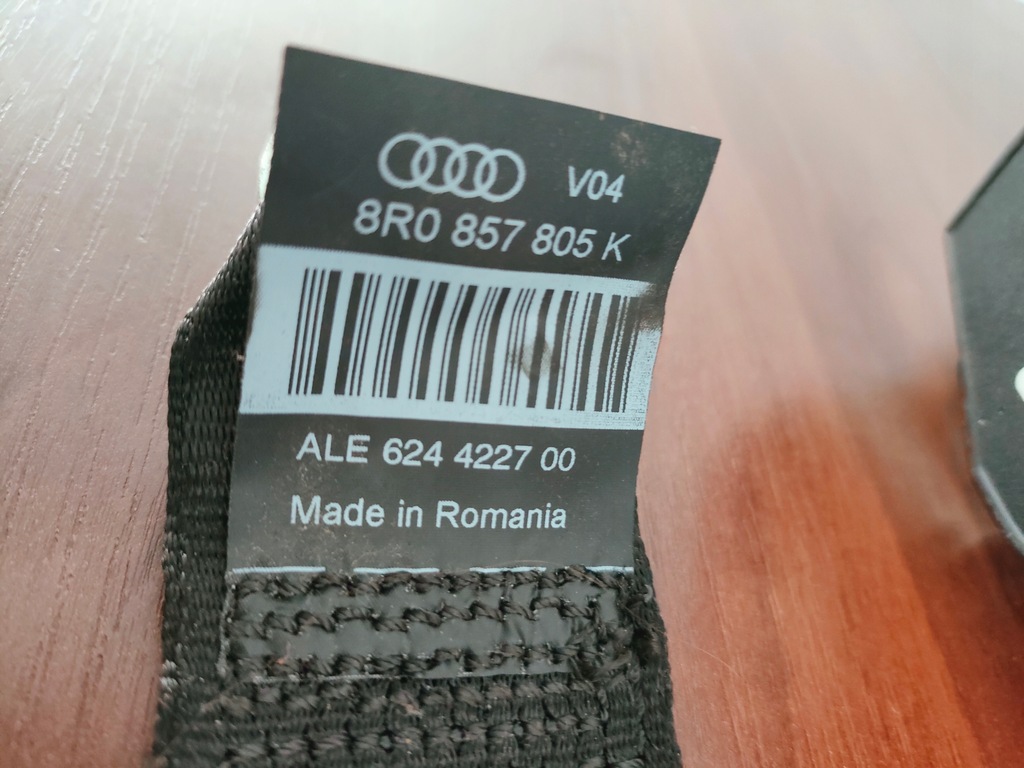 V04
8R0 857 805 K
ALE 624 4227 00
Made in Romania